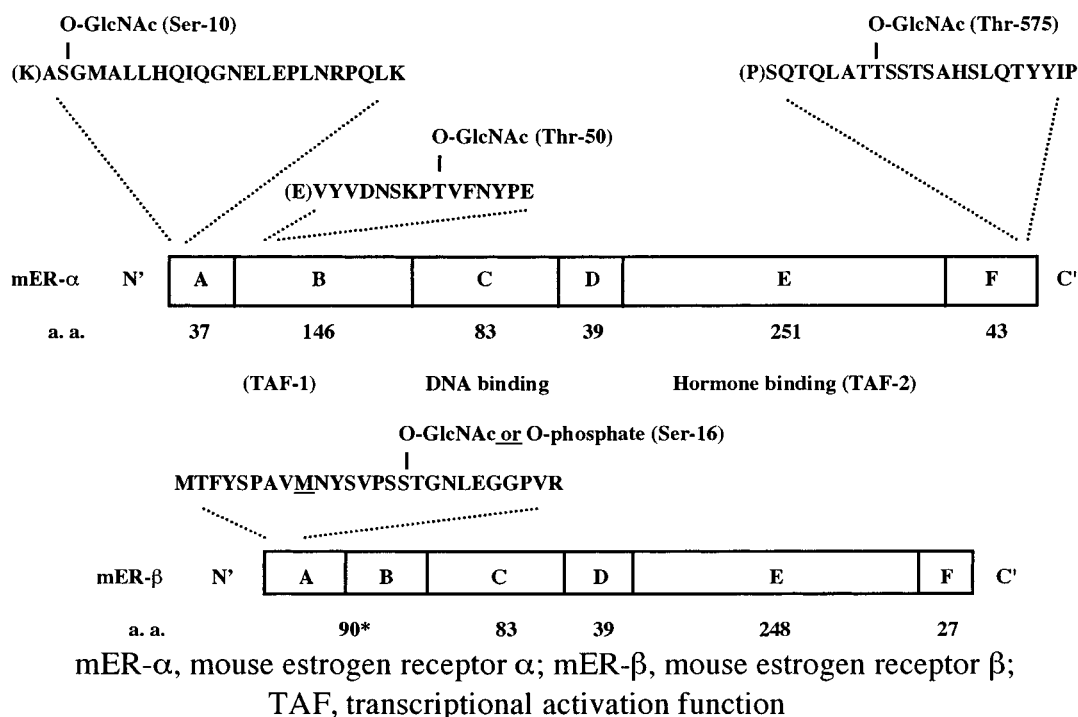 O-GlcNAc (Ser-10) O-GlcNAc (Thr-575)
(K)ASGMALLHQIQGNELEPLNRPQLK (P)SQTQLATTSSTSAHSLQTYYIP
O-GlcNAc (Thr-50)
(E)VYVDNSKPTVFNYPE
mER-α N' A B C D E F C'
a. a. 37 146 83 39 251 43
(TAF-1) DNA binding Hormone binding (TAF-2)
O-GlcNAc or O-phosphate (Ser-16)
MTFYSPAVMNYSVPSSTGNLEGGPVR
mER-β N' A B C D E F C'
a. a. 90* 83 39 248 27
mER-α, mouse estrogen receptor α; mER-β, mouse estrogen receptor β;
TAF, transcriptional activation function